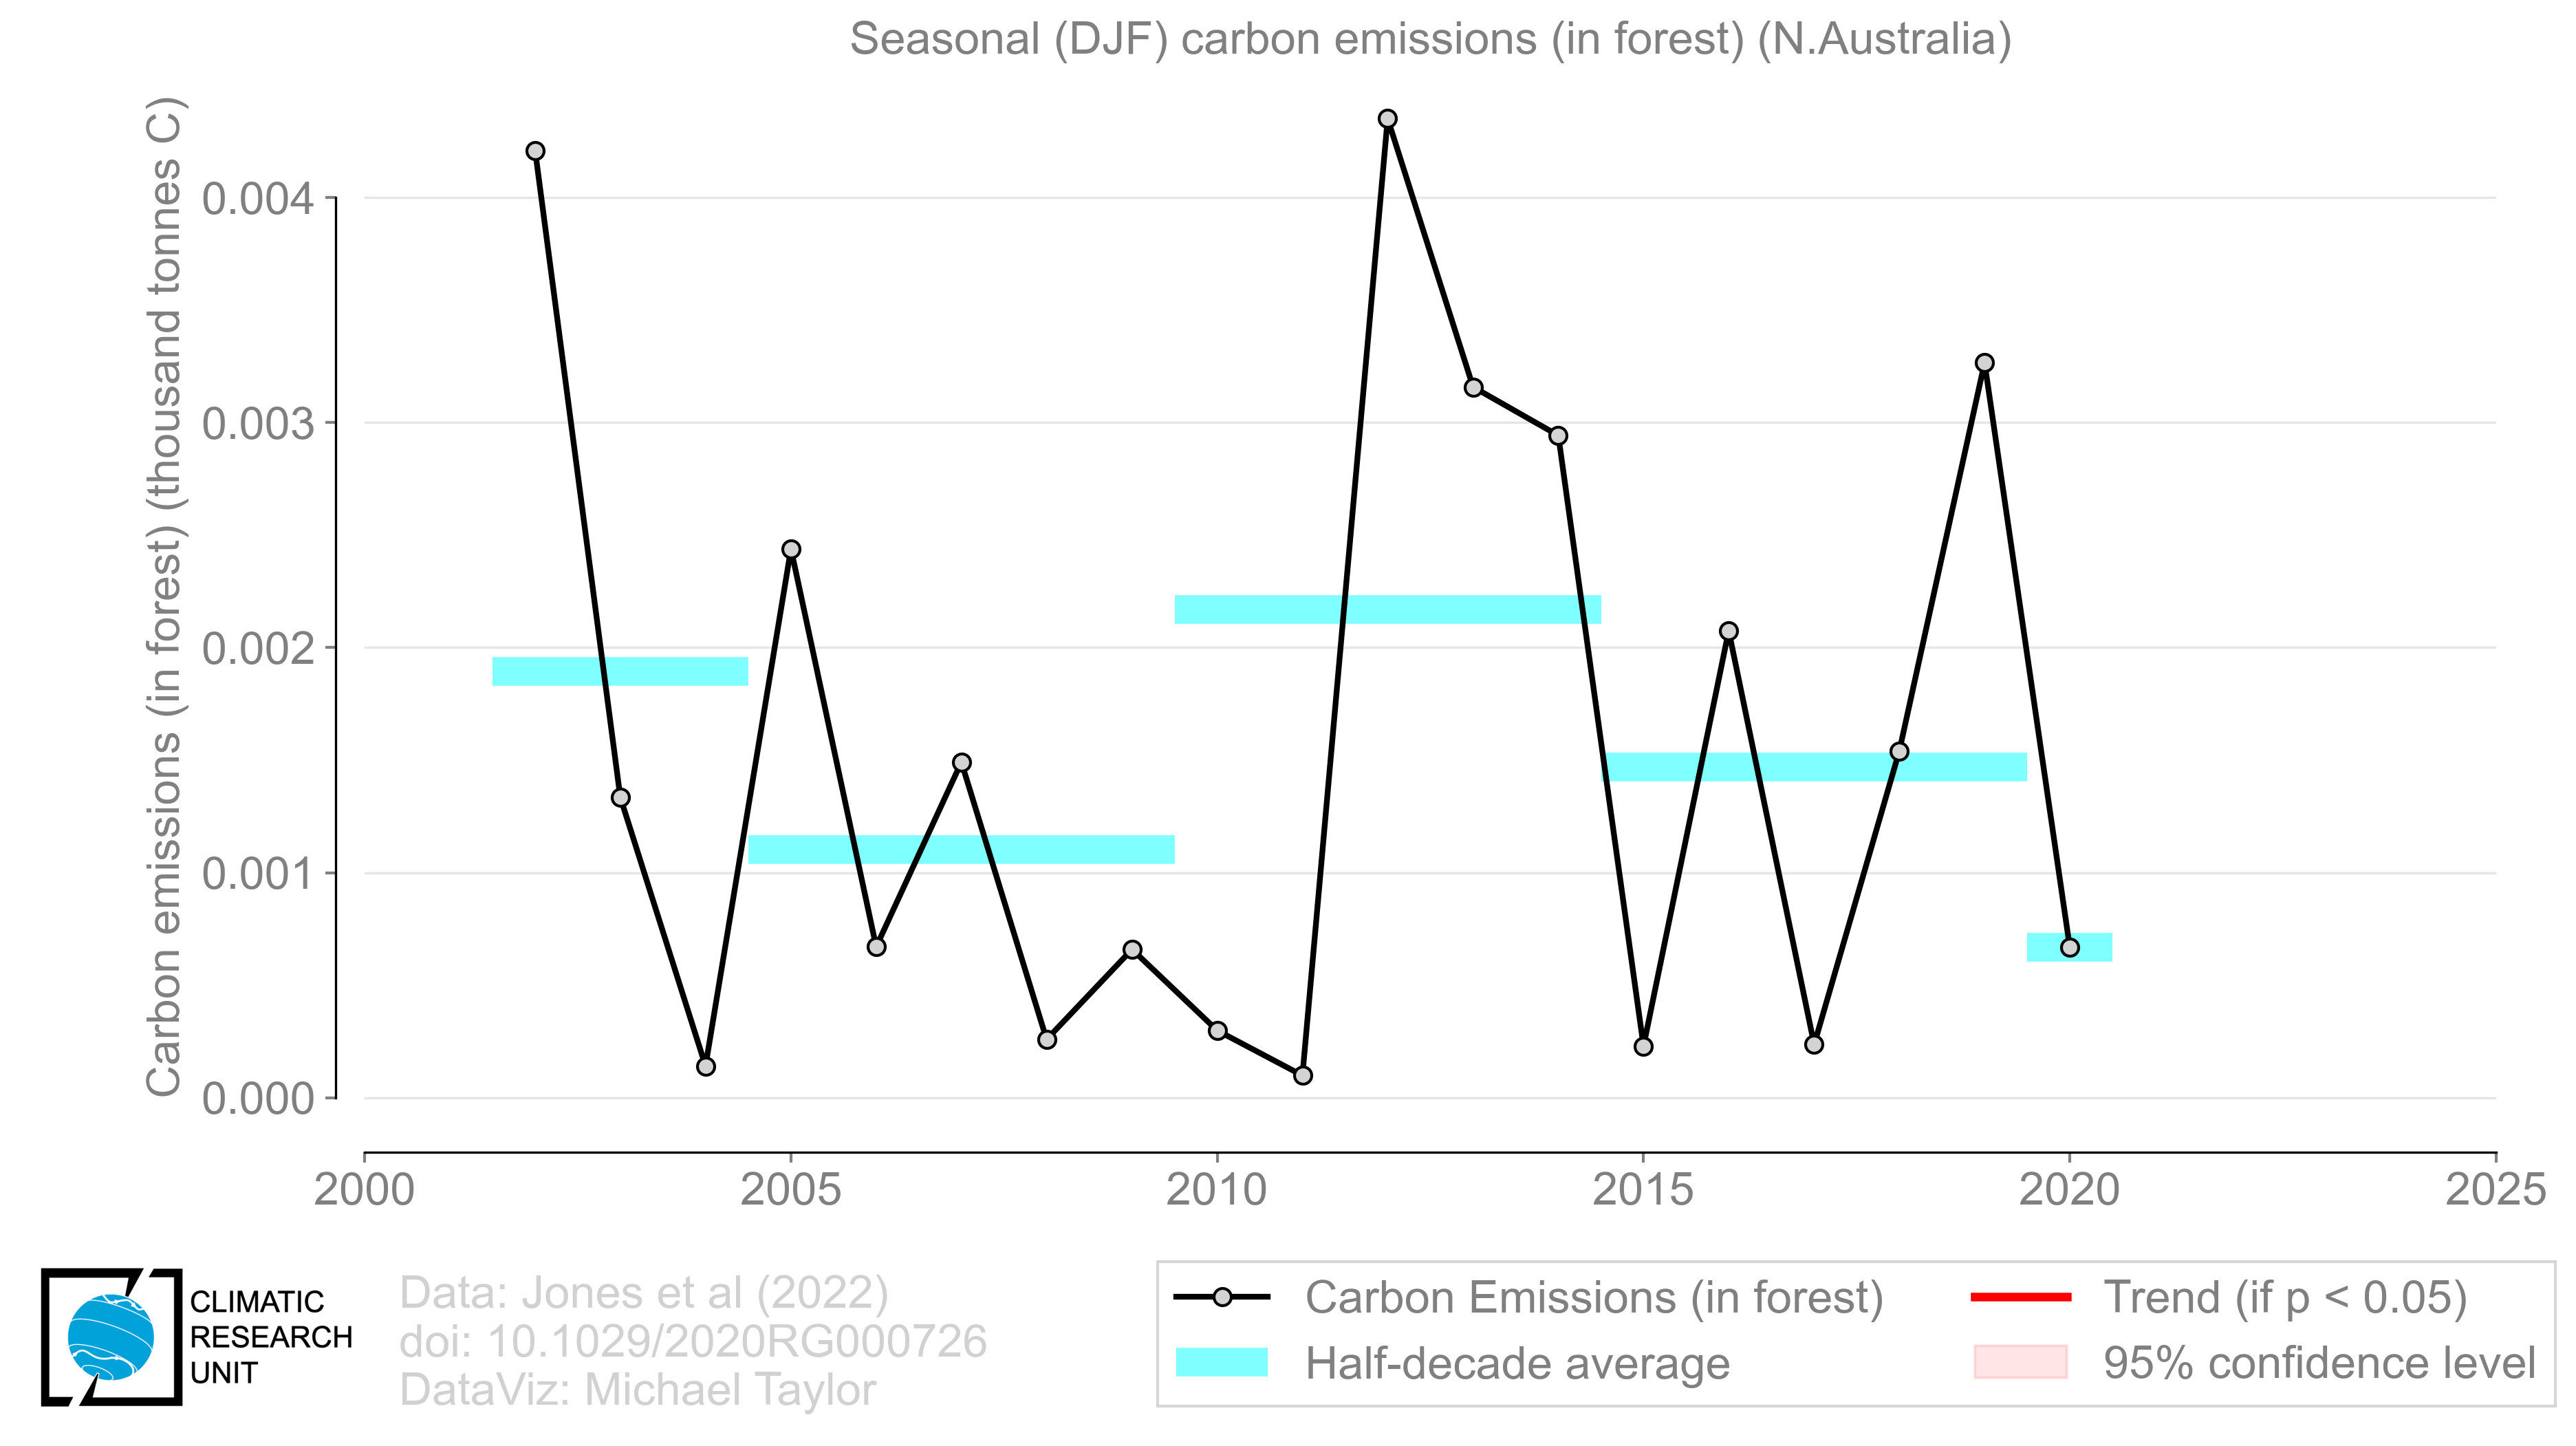 Seasonal (DJF) carbon emissions (in forest) (N.Australia)
Carbon emissions (in forest) (thousand tonnes C)
0.004
0.003
0.002
0.001
0.000
2000
2005
2010
2015
2020
2025
CLIMATIC
RESEARCH
UNIT
Data: Jones et al (2022)
doi: 10.1029/2020RG000726
DataViz: Michael Taylor
Carbon Emissions (in forest)
Half-decade average
Trend (if p < 0.05)
95% confidence level